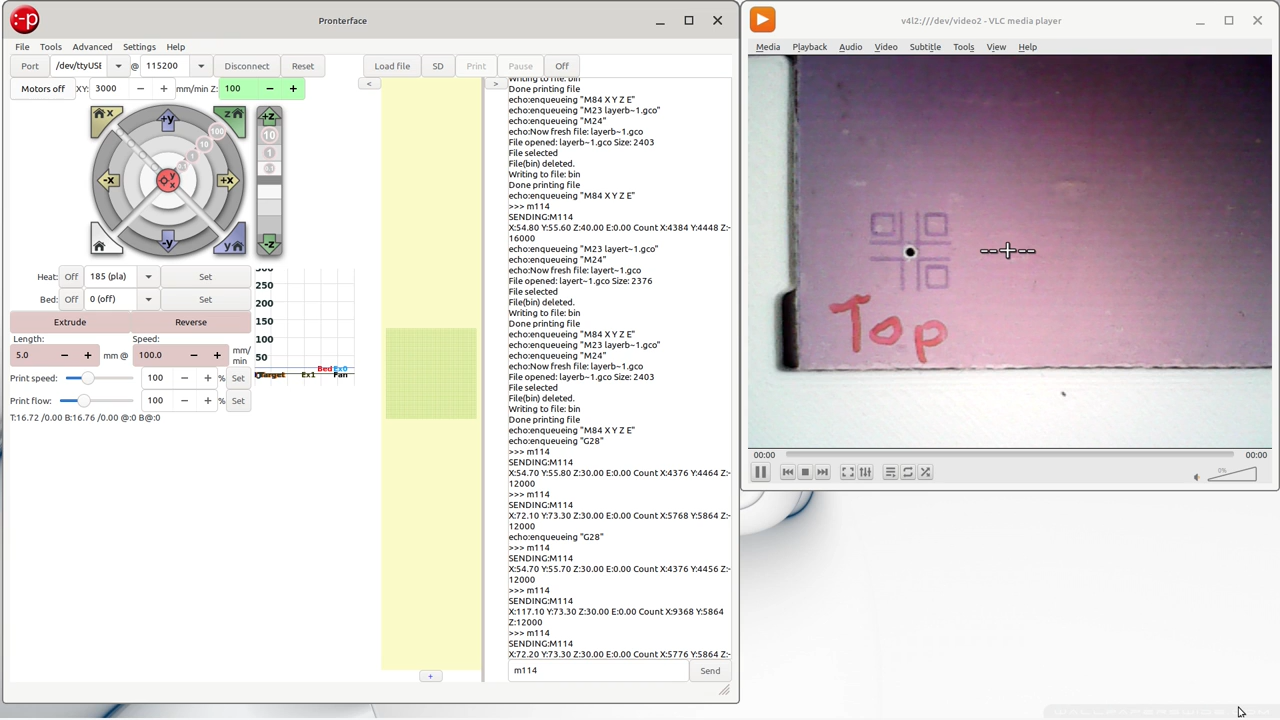 Pronterface
File Tools Advanced Settings Help
Port /dev/ttyUSE @ 115200 Disconnect Reset Load file SD Print Pause Off
Motors off XY: 3000 mm/min Z: 100
x +y z 100 10 1 -x y x +x -y y
+z 10 1 -z
Heat: Off 185 (pla) Set
Bed: Off 0 (off) Set
Extrude Reverse
Length: Speed:
5.0 mm @ 100.0 mm/min
Print speed: 100 % Set
Print flow: 100 % Set
T:16.72 /0.00 B:16.76 /0.00 @:0 B@:0
300
250
200
150
100
50
Bed Ex0
Target Ex1 Fan
< >
+
Writing to file: bin
Done printing file
echo:enqueueing "M84 X Y Z E"
echo:enqueueing "M23 layerb~1.gco"
echo:enqueueing "M24"
echo:Now fresh file: layerb~1.gco
File opened: layerb~1.gco Size: 2403
File selected
File(bin) deleted.
Writing to file: bin
Done printing file
echo:enqueueing "M84 X Y Z E"
>>> m114
SENDING:M114
X:54.80 Y:55.60 Z:40.00 E:0.00 Count X:4384 Y:4448 Z:-
16000
echo:enqueueing "M23 layert~1.gco"
echo:enqueueing "M24"
echo:Now fresh file: layert~1.gco
File opened: layert~1.gco Size: 2376
File selected
File(bin) deleted.
Writing to file: bin
Done printing file
echo:enqueueing "M84 X Y Z E"
echo:enqueueing "M23 layerb~1.gco"
echo:enqueueing "M24"
echo:Now fresh file: layerb~1.gco
File opened: layerb~1.gco Size: 2403
File selected
File(bin) deleted.
Writing to file: bin
Done printing file
echo:enqueueing "M84 X Y Z E"
echo:enqueueing "G28"
>>> m114
SENDING:M114
X:54.70 Y:55.80 Z:30.00 E:0.00 Count X:4376 Y:4464 Z:-
12000
>>> m114
SENDING:M114
X:72.10 Y:73.30 Z:30.00 E:0.00 Count X:5768 Y:5864 Z:-
12000
echo:enqueueing "G28"
>>> m114
SENDING:M114
X:54.70 Y:55.70 Z:30.00 E:0.00 Count X:4376 Y:4456 Z:-
12000
>>> m114
SENDING:M114
X:117.10 Y:73.30 Z:30.00 E:0.00 Count X:9368 Y:5864
Z:12000
>>> m114
SENDING:M114
X:72.20 Y:73.30 Z:30.00 E:0.00 Count X:5776 Y:5864 Z:-
m114 Send
v4l2:///dev/video2 - VLC media player
Media Playback Audio Video Subtitle Tools View Help
Top
00:00 00:00
0%